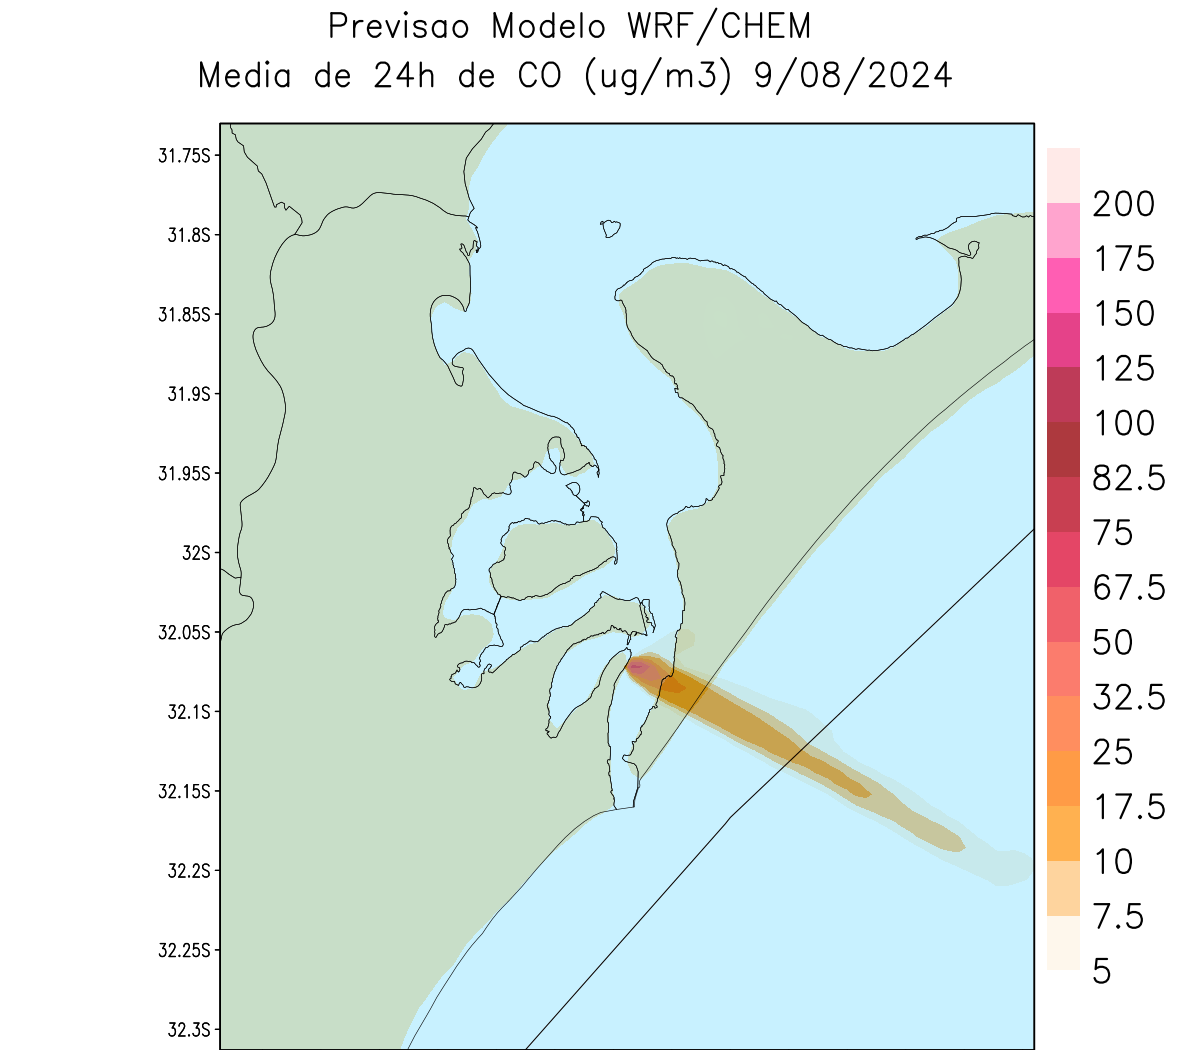 Previsao Modelo WRF/CHEM
Media de 24h de CO (ug/m3) 9/08/2024
31.75S
31.8S
31.85S
31.9S
31.95S
32S
32.05S
32.1S
32.15S
32.2S
32.25S
32.3S
200
175
150
125
100
82.5
75
67.5
50
32.5
25
17.5
10
7.5
5